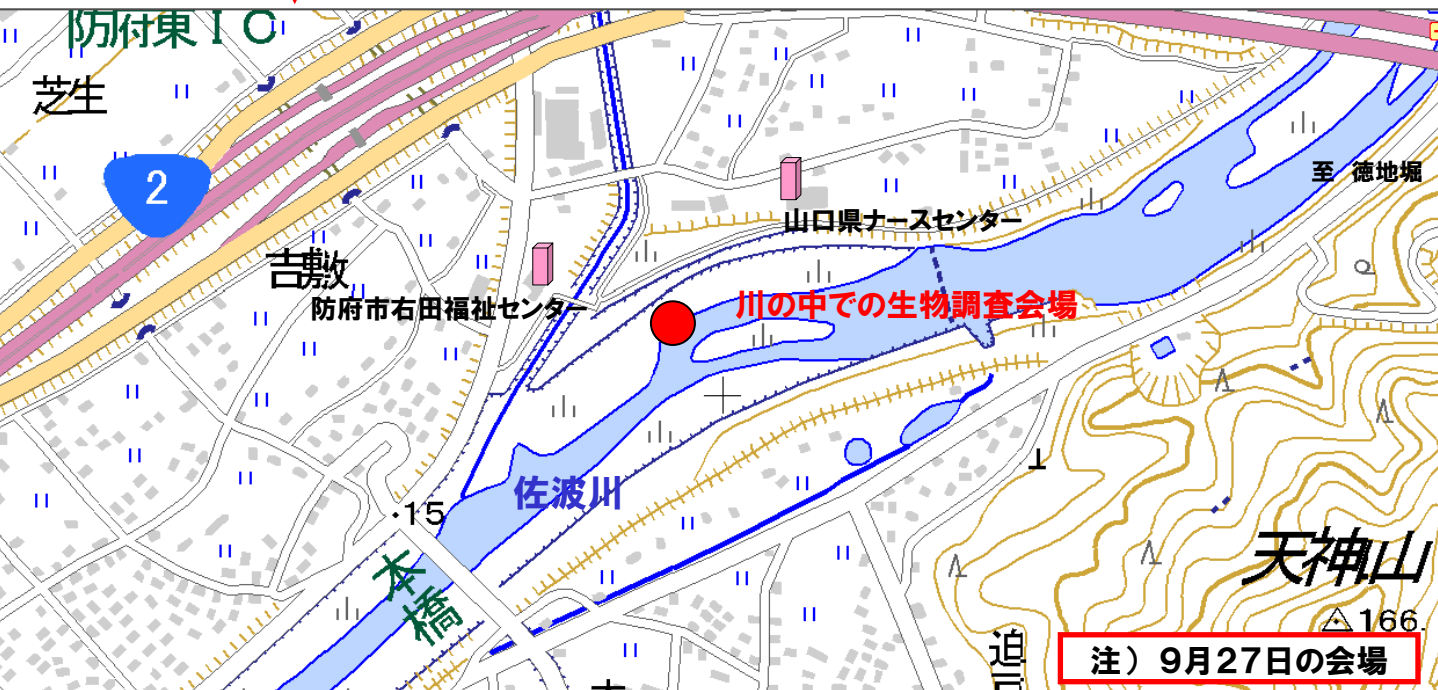 防府東IC
芝生
2
至 徳地堀
山口県ナースセンター
吉敷
防府市右田福祉センター
川の中での生物調査会場
佐波川
・15
本橋
天神山
166.
注）9月27日の会場